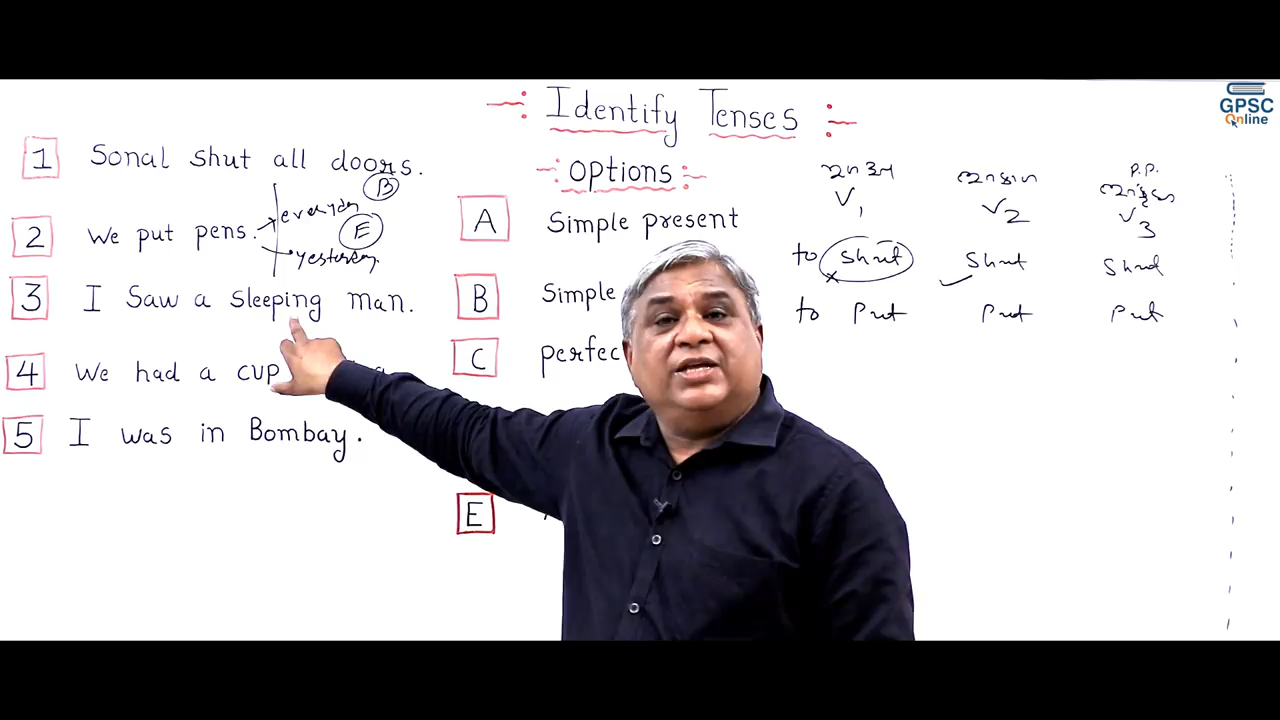 GPSC
Online
Identify Tenses
OPTIONS
1 Sonal shut all doors.
B
everyday
2 We put pens.
E
yesterday
3 I Saw a sleeping man.
4 We had a cup
5 I was in Bombay.
A Simple present
B Simple
C perfec
E
V1 V2 P.P. V3
to Shut Shut Shut
to Put Put Put